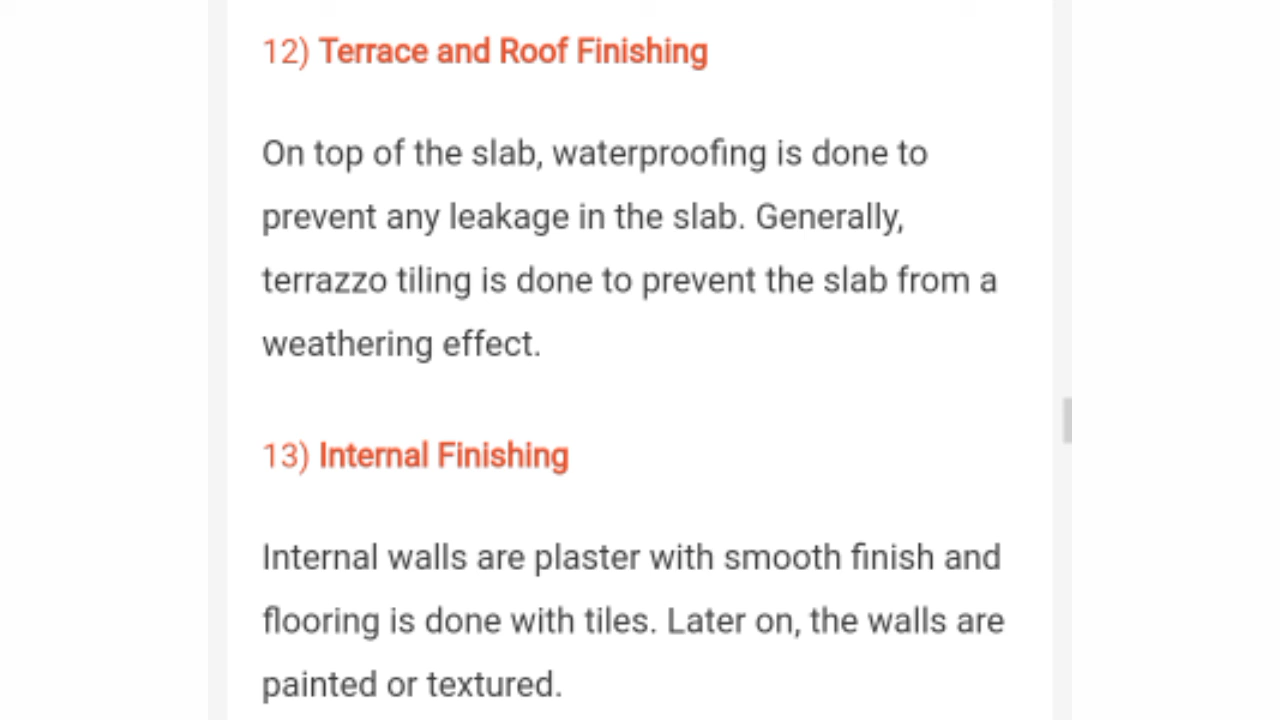 12) Terrace and Roof Finishing
On top of the slab, waterproofing is done to
prevent any leakage in the slab. Generally,
terrazzo tiling is done to prevent the slab from a
weathering effect.
13) Internal Finishing
Internal walls are plaster with smooth finish and
flooring is done with tiles. Later on, the walls are
painted or textured.